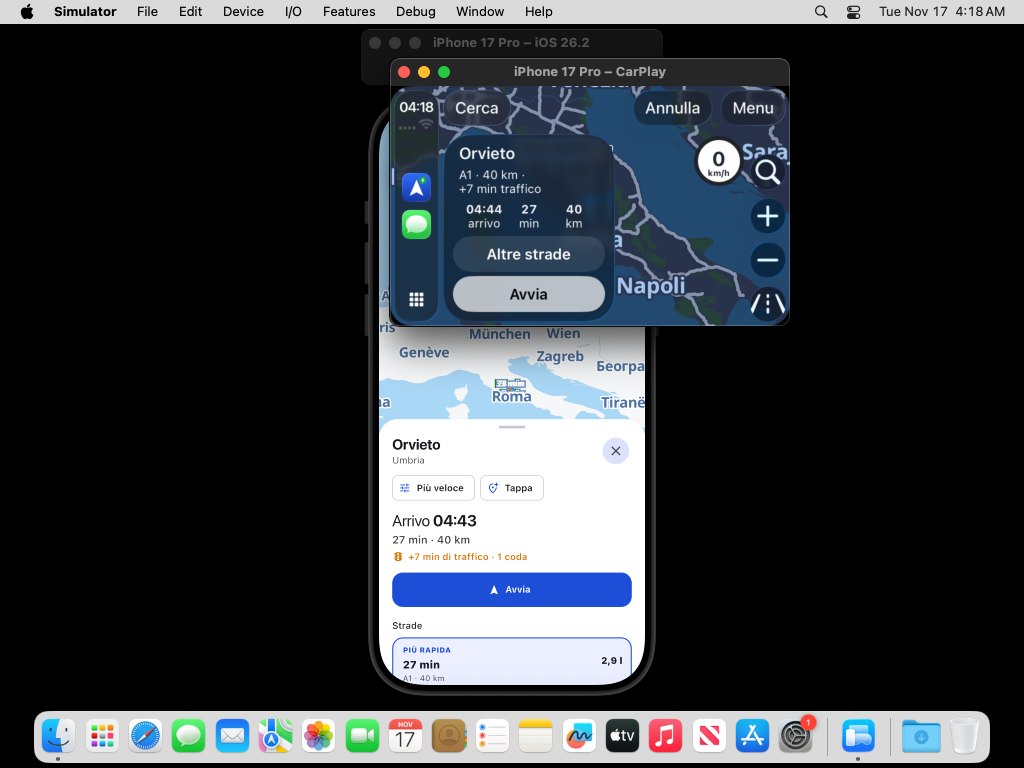 Simulator File Edit Device I/O Features Debug Window Help Tue Nov 17 4:18 AM
iPhone 17 Pro – iOS 26.2
iPhone 17 Pro – CarPlay
04:18 Cerca Annulla Menu
Orvieto
A1 · 40 km ·
+7 min traffico
04:44 27 40
arrivo min km
Altre strade
Avvia
0
km/h
Sara
Napoli
München Wien
Genève Zagreb
Београ
Roma
Tiranë
Orvieto
Umbria
Più veloce Tappa
Arrivo 04:43
27 min · 40 km
+7 min di traffico · 1 coda
Avvia
Strade
PIÙ RAPIDA
27 min 2,9 l
A1 · 40 km
NOV
17
tv
1